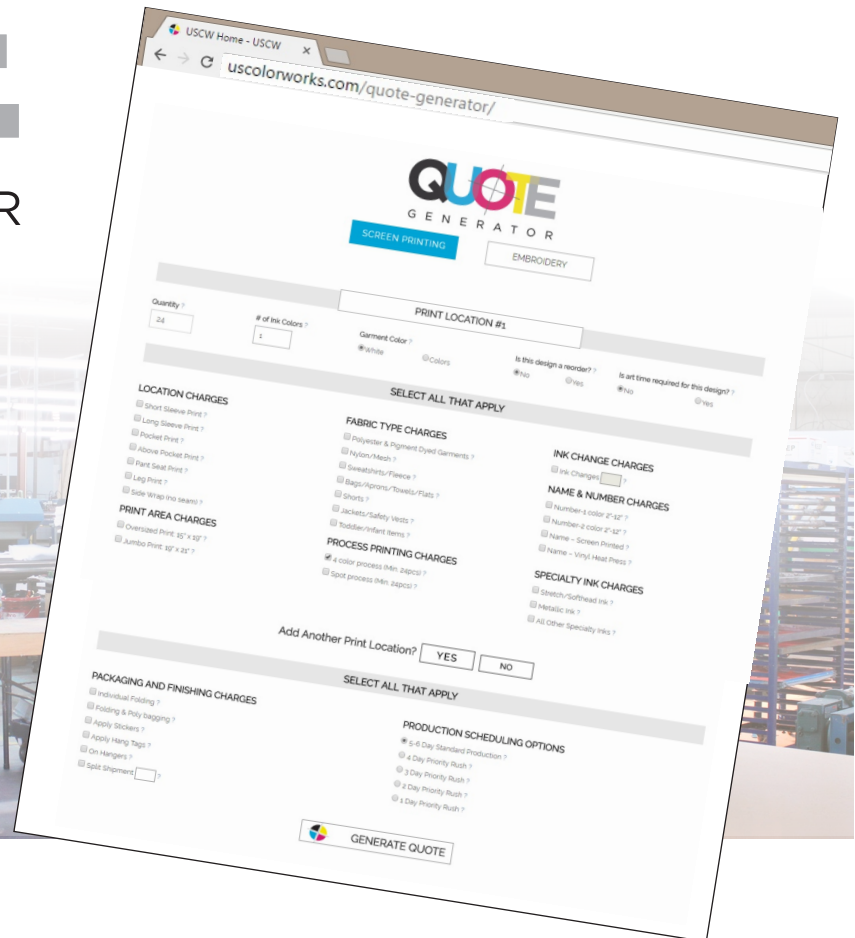 USCW Home - USCW
uscolorworks.com/quote-generator/
R
QUOTE
GENERATOR
SCREEN PRINTING
EMBROIDERY
PRINT LOCATION #1
Quantity ?
24
# of Ink Colors ?
1
Garment Color ?
White
Colors
Is this design a reorder? ?
No
Yes
Is art time required for this design? ?
No
Yes
SELECT ALL THAT APPLY
LOCATION CHARGES
Short Sleeve Print ?
Long Sleeve Print ?
Pocket Print ?
Above Pocket Print ?
Pant Seat Print ?
Leg Print ?
Side Wrap (no seam) ?
PRINT AREA CHARGES
Oversized Print: 15" x 19" ?
Jumbo Print: 19" x 21" ?
FABRIC TYPE CHARGES
Polyester & Pigment Dyed Garments ?
Nylon/Mesh ?
Sweatshirts/Fleece ?
Bags/Aprons/Towels/Flats ?
Shorts ?
Jackets/Safety Vests ?
Toddler/Infant Items ?
PROCESS PRINTING CHARGES
4 color process (Min. 24pcs) ?
Spot process (Min. 24pcs) ?
INK CHANGE CHARGES
Ink Changes ?
NAME & NUMBER CHARGES
Number-1 color 2"-12" ?
Number-2 color 2"-12" ?
Name – Screen Printed ?
Name – Vinyl Heat Press ?
SPECIALTY INK CHARGES
Stretch/Softhead Ink ?
Metallic Ink ?
All Other Specialty Inks ?
Add Another Print Location? YES NO
SELECT ALL THAT APPLY
PACKAGING AND FINISHING CHARGES
Individual Folding ?
Folding & Poly bagging ?
Apply Stickers ?
Apply Hang Tags ?
On Hangers ?
Split Shipment ?
PRODUCTION SCHEDULING OPTIONS
5-6 Day Standard Production ?
4 Day Priority Rush ?
3 Day Priority Rush ?
2 Day Priority Rush ?
1 Day Priority Rush ?
GENERATE QUOTE